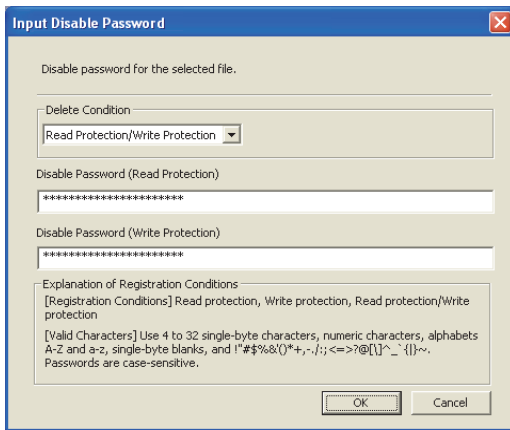 Input Disable Password
Disable password for the selected file.
Delete Condition
Read Protection/Write Protection
Disable Password (Read Protection)
**********************
Disable Password (Write Protection)
**********************
Explanation of Registration Conditions
[Registration Conditions] Read protection, Write protection, Read protection/Write
protection
[Valid Characters] Use 4 to 32 single-byte characters, numeric characters, alphabets
A-Z and a-z, single-byte blanks, and !"#$%&'()*+,-./:;<=>?@[\]^_`{|}~.
Passwords are case-sensitive.
OK Cancel